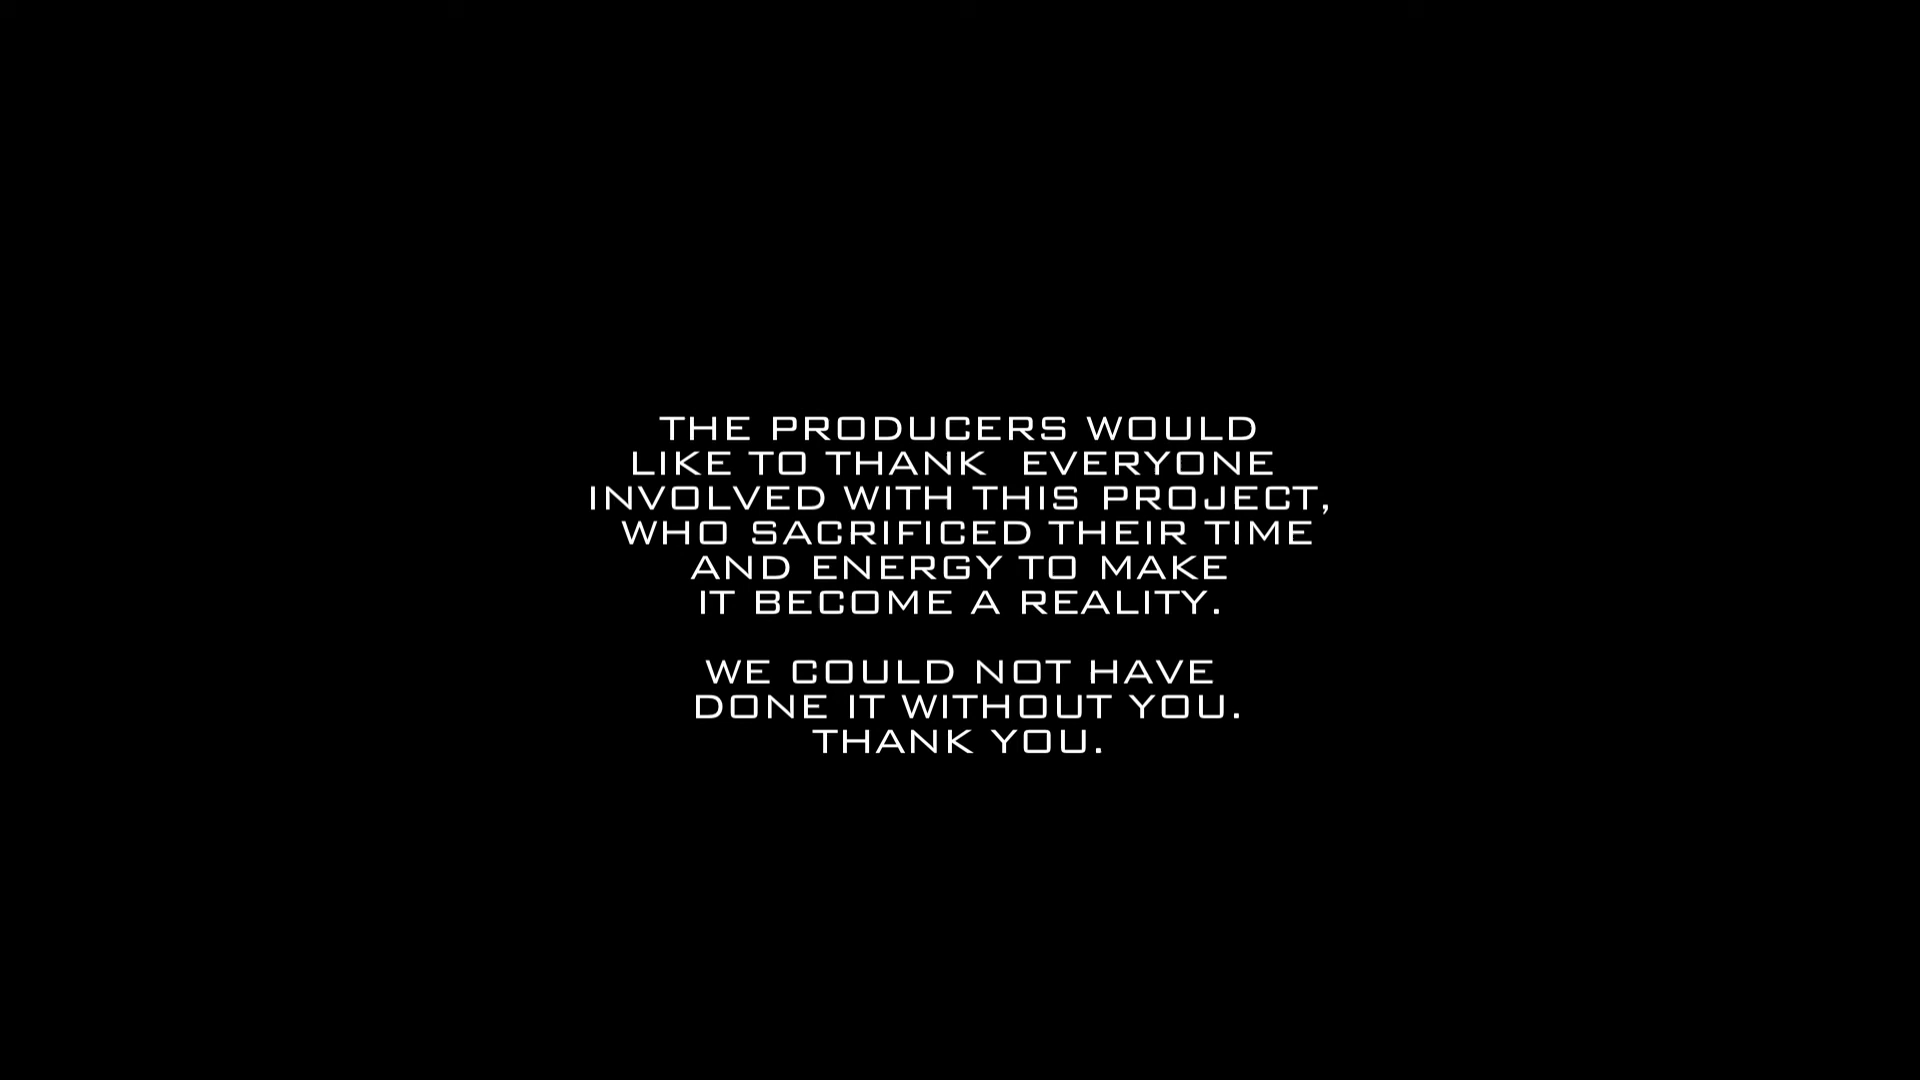 THE PRODUCERS WOULD
LIKE TO THANK  EVERYONE
INVOLVED WITH THIS PROJECT,
WHO SACRIFICED THEIR TIME
AND ENERGY TO MAKE
IT BECOME A REALITY.
WE COULD NOT HAVE
DONE IT WITHOUT YOU.
THANK YOU.